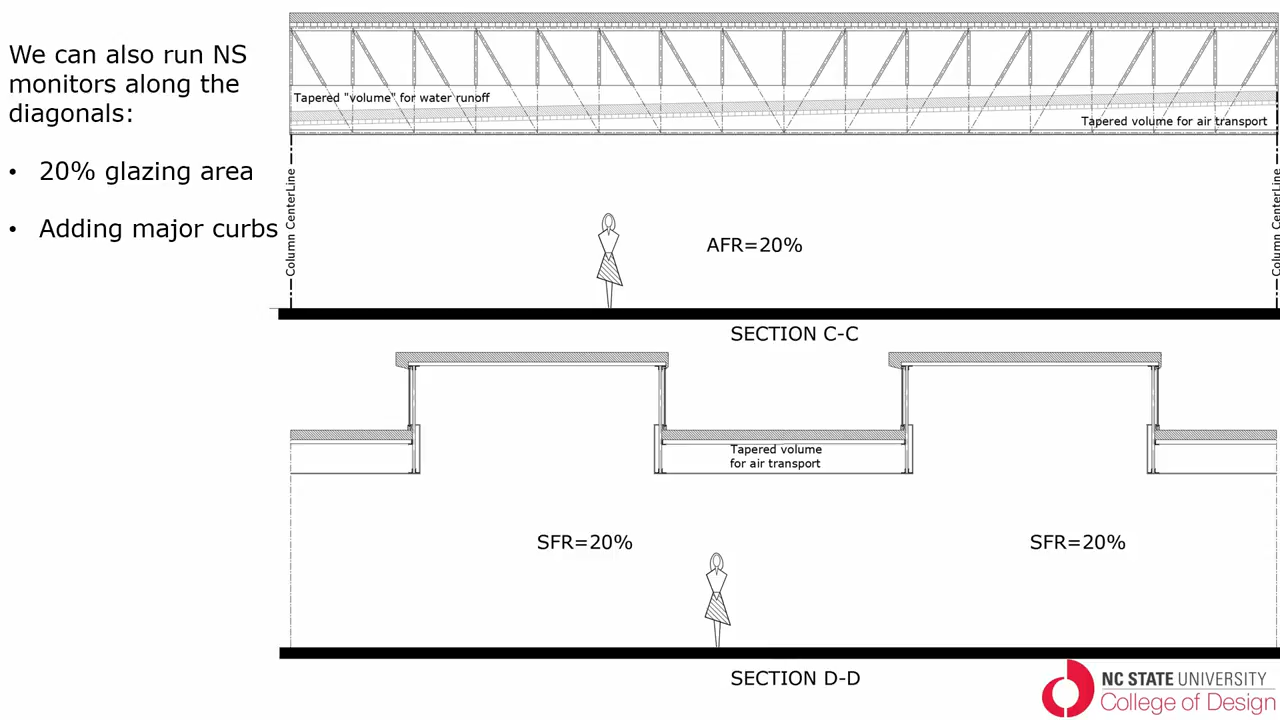 We can also run NS
monitors along the
diagonals:
• 20% glazing area
• Adding major curbs
Tapered "volume" for water runoff
Tapered volume for air transport
Column CenterLine
Column CenterLine
AFR=20%
SECTION C-C
Tapered volume
for air transport
SFR=20%
SFR=20%
SECTION D-D
NC STATE UNIVERSITY
College of Design